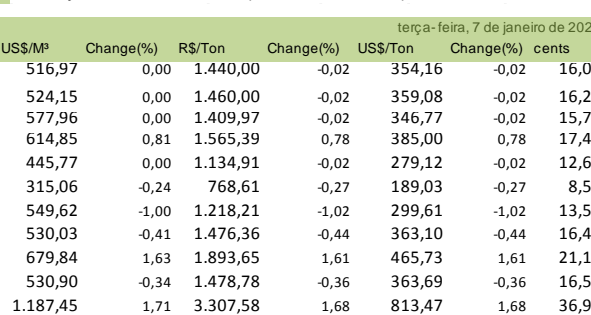 terça-feira, 7 de janeiro de 202
US$/M³ Change(%) R$/Ton Change(%) US$/Ton Change(%) cents
516,97 0,00 1.440,00 -0,02 354,16 -0,02 16,0
524,15 0,00 1.460,00 -0,02 359,08 -0,02 16,2
577,96 0,00 1.409,97 -0,02 346,77 -0,02 15,7
614,85 0,81 1.565,39 0,78 385,00 0,78 17,4
445,77 0,00 1.134,91 -0,02 279,12 -0,02 12,6
315,06 -0,24 768,61 -0,27 189,03 -0,27 8,5
549,62 -1,00 1.218,21 -1,02 299,61 -1,02 13,5
530,03 -0,41 1.476,36 -0,44 363,10 -0,44 16,4
679,84 1,63 1.893,65 1,61 465,73 1,61 21,1
530,90 -0,34 1.478,78 -0,36 363,69 -0,36 16,5
1.187,45 1,71 3.307,58 1,68 813,47 1,68 36,9